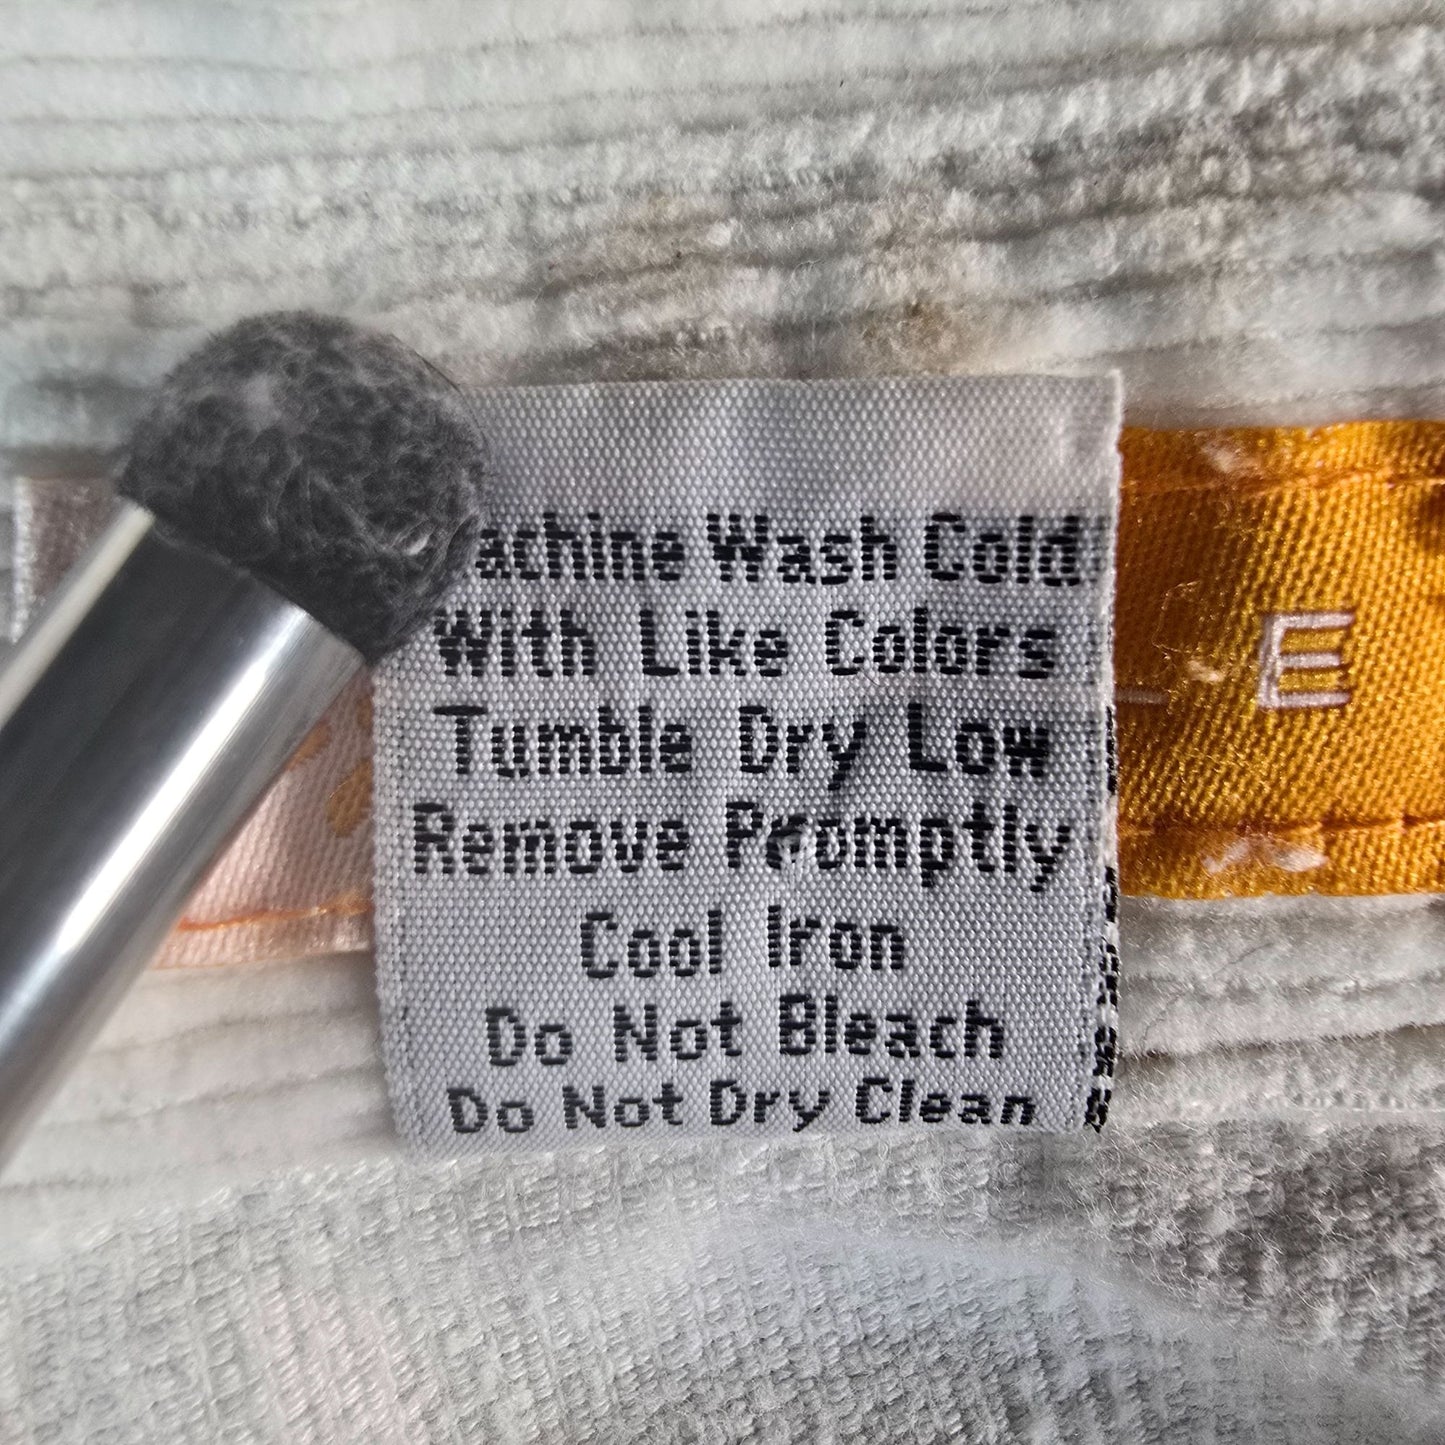 achine Wash Cold
With Like Colors
Tumble Dry Low
Remove Promptly
Cool Iron
Do Not Bleach
Do Not Dry Clean
E